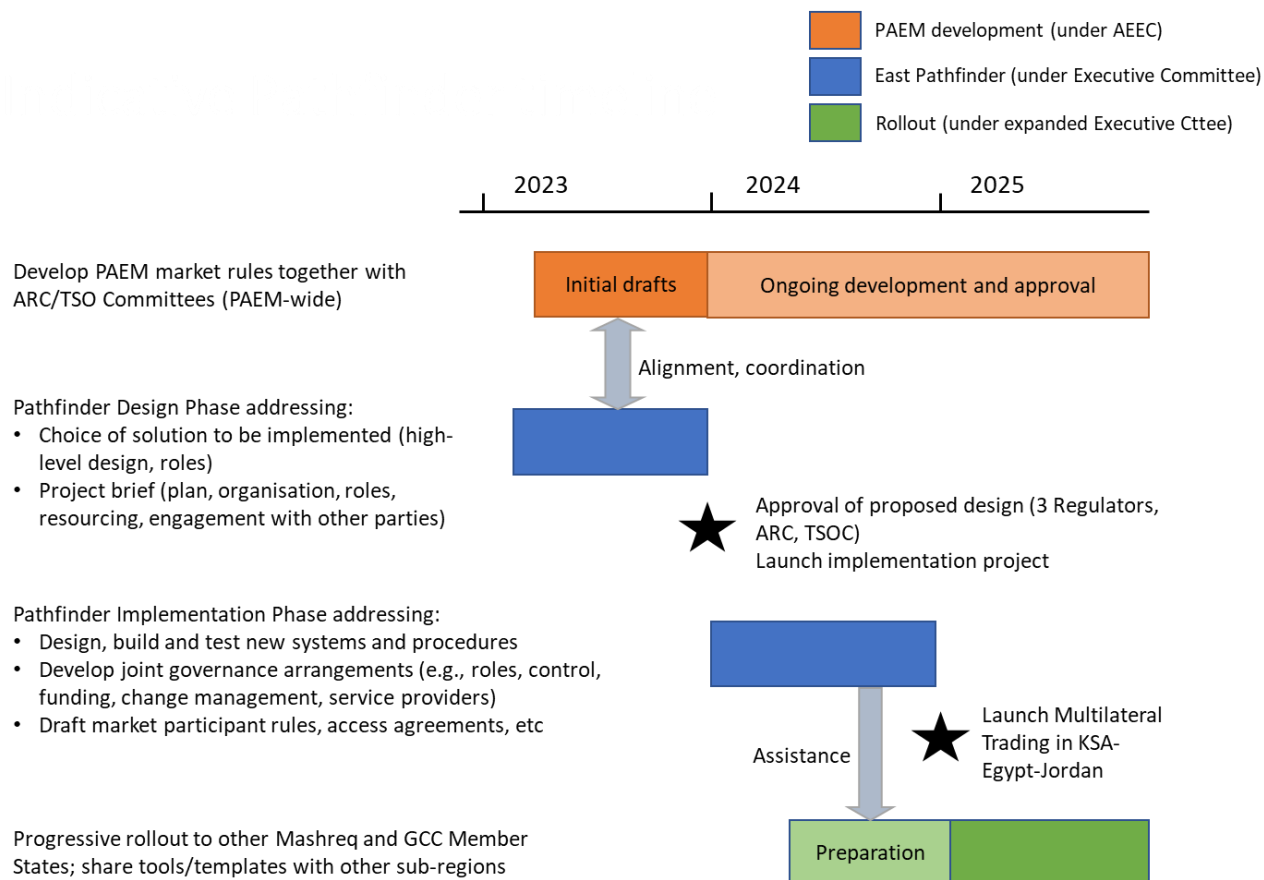 PAEM development (under AEEC)
East Pathfinder (under Executive Committee)
Rollout (under expanded Executive Cttee)
2023
2024
2025
Develop PAEM market rules together with
ARC/TSO Committees (PAEM-wide)
Initial drafts
Ongoing development and approval
Alignment, coordination
Pathfinder Design Phase addressing:
• Choice of solution to be implemented (high-
level design, roles)
• Project brief (plan, organisation, roles,
resourcing, engagement with other parties)
Approval of proposed design (3 Regulators,
ARC, TSOC)
Launch implementation project
Pathfinder Implementation Phase addressing:
• Design, build and test new systems and procedures
• Develop joint governance arrangements (e.g., roles, control,
funding, change management, service providers)
• Draft market participant rules, access agreements, etc
Launch Multilateral
Trading in KSA-
Egypt-Jordan
Assistance
Progressive rollout to other Mashreq and GCC Member
States; share tools/templates with other sub-regions
Preparation